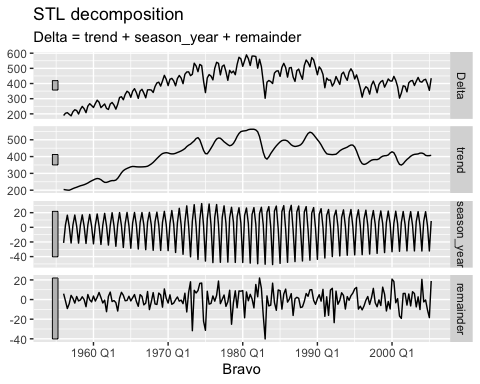 STL decomposition
Delta = trend + season_year + remainder
600
500
400
300
200
Delta
500
400
300
200
trend
20
0
-20
-40
season_year
20
0
-20
-40
remainder
1960 Q1 1970 Q1 1980 Q1 1990 Q1 2000 Q1
Bravo